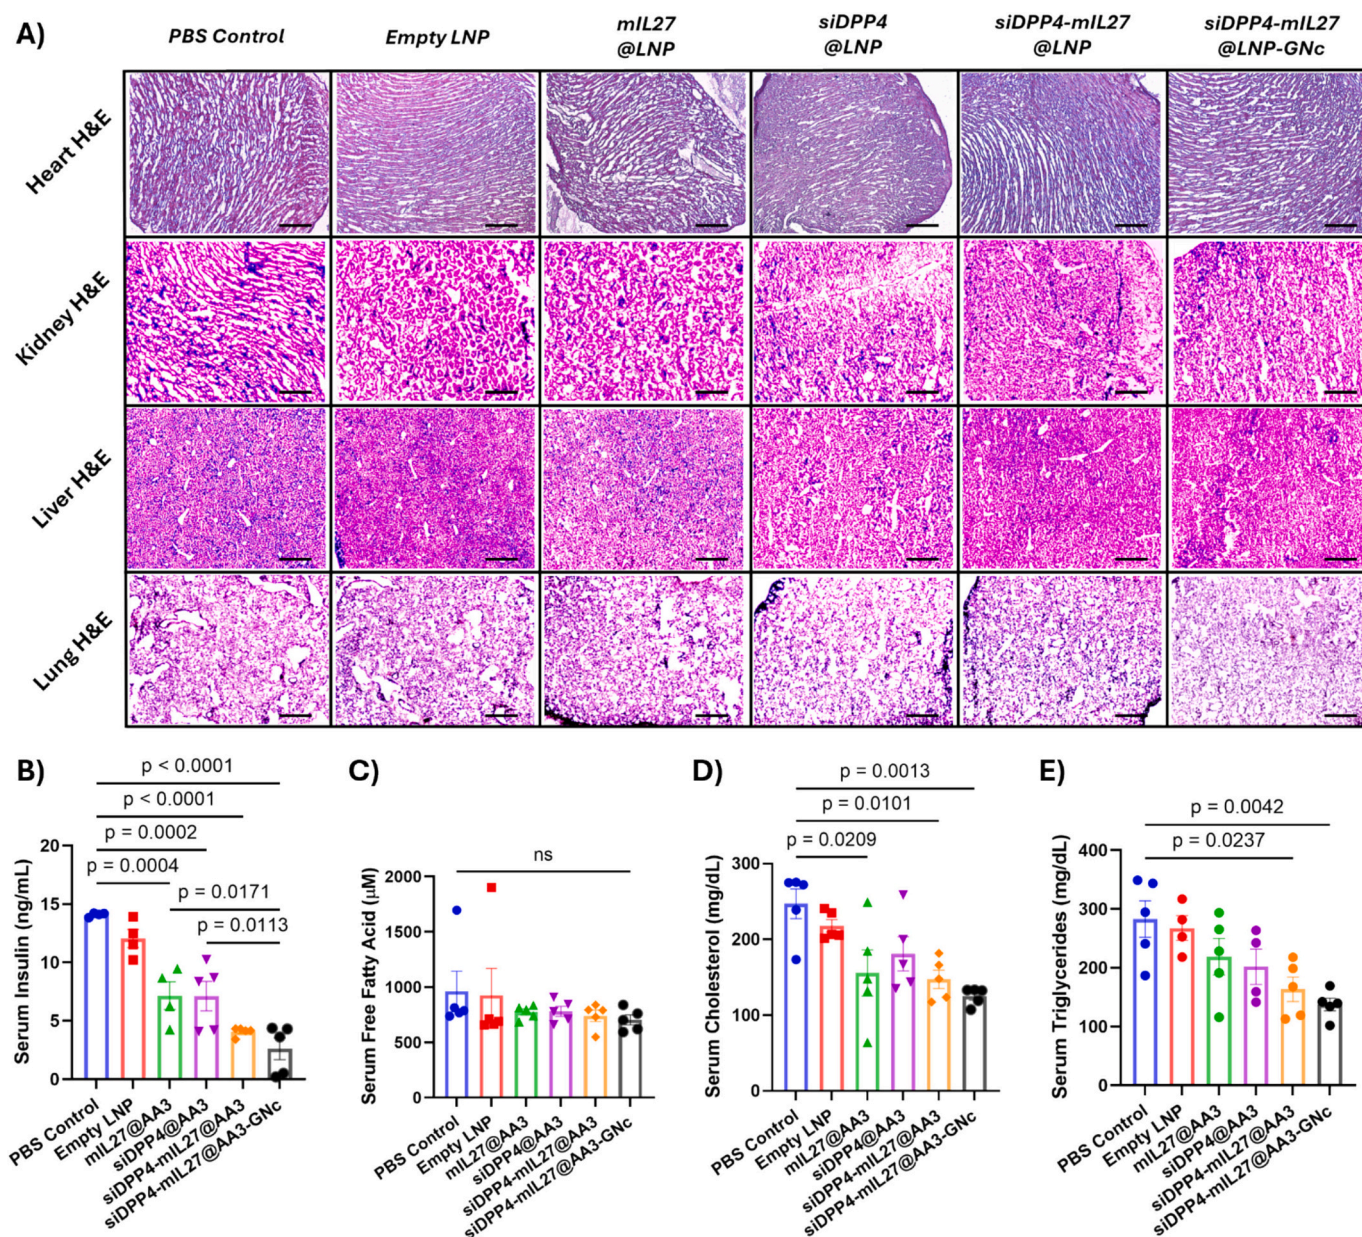 A)
PBS Control
Empty LNP
mIL27
@LNP
siDPP4
@LNP
siDPP4-mIL27
@LNP
siDPP4-mIL27
@LNP-GNc
Heart H&E
Kidney H&E
Liver H&E
Lung H&E
B)
p < 0.0001
p < 0.0001
p = 0.0002
p = 0.0004
p = 0.0171
p = 0.0113
Serum Insulin (ng/mL)
20
15
10
5
0
PBS Control
Empty LNP
mIL27@AA3
siDPP4@AA3
siDPP4-mIL27@AA3
siDPP4-mIL27@AA3-GNc
C)
ns
Serum Free Fatty Acid (μM)
2000
1500
1000
500
0
PBS Control
Empty LNP
mIL27@AA3
siDPP4@AA3
siDPP4-mIL27@AA3
siDPP4-mIL27@AA3-GNc
D)
p = 0.0013
p = 0.0101
p = 0.0209
Serum Cholesterol (mg/dL)
300
200
100
0
PBS Control
Empty LNP
mIL27@AA3
siDPP4@AA3
siDPP4-mIL27@AA3
siDPP4-mIL27@AA3-GNc
E)
p = 0.0042
p = 0.0237
Serum Triglycerides (mg/dL)
400
300
200
100
0
PBS Control
Empty LNP
mIL27@AA3
siDPP4@AA3
siDPP4-mIL27@AA3
siDPP4-mIL27@AA3-GNc